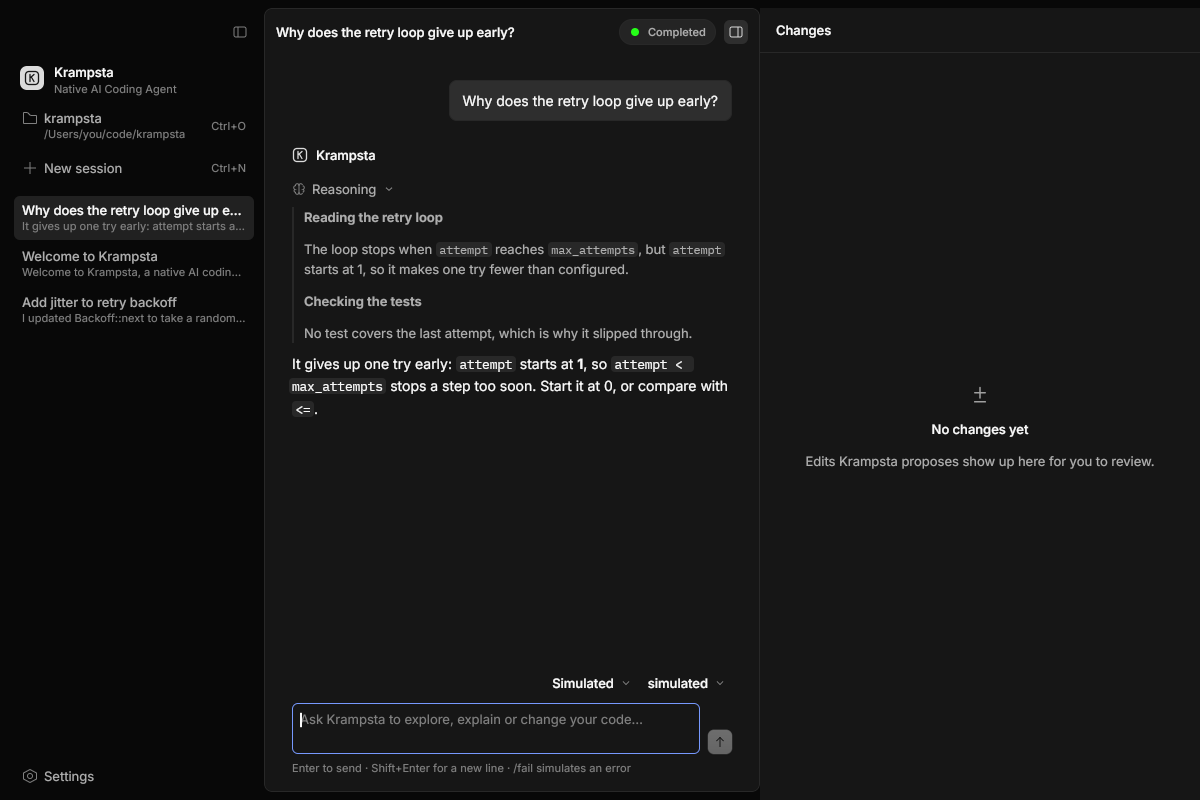 Krampsta
Native AI Coding Agent
krampsta
/Users/you/code/krampsta
Ctrl+O
New session
Ctrl+N
Why does the retry loop give up e...
It gives up one try early: attempt starts a...
Welcome to Krampsta
Welcome to Krampsta, a native AI codin...
Add jitter to retry backoff
I updated Backoff::next to take a random...
Settings
Why does the retry loop give up early?
Completed
Why does the retry loop give up early?
K Krampsta
Reasoning
Reading the retry loop
The loop stops when attempt reaches max_attempts, but attempt
starts at 1, so it makes one try fewer than configured.
Checking the tests
No test covers the last attempt, which is why it slipped through.
It gives up one try early: attempt starts at 1, so attempt <
max_attempts stops a step too soon. Start it at 0, or compare with
<=.
Simulated
simulated
Ask Krampsta to explore, explain or change your code...
Enter to send · Shift+Enter for a new line · /fail simulates an error
Changes
No changes yet
Edits Krampsta proposes show up here for you to review.